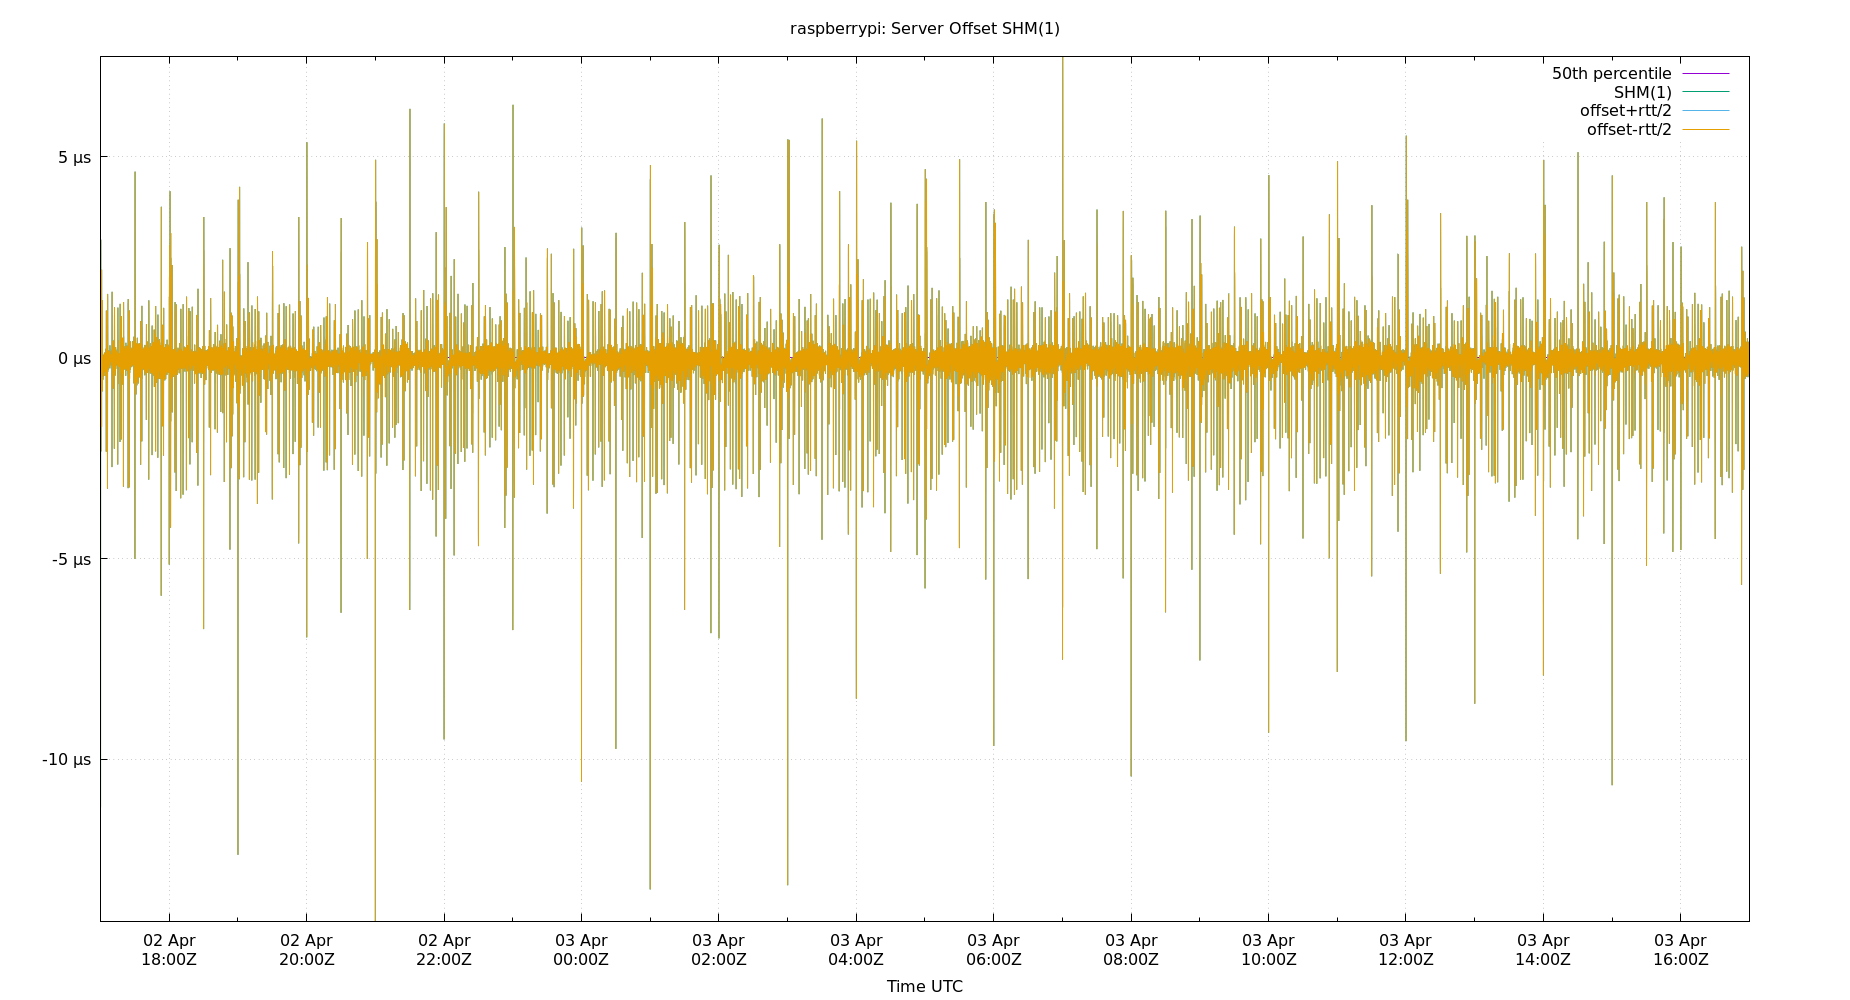 raspberrypi: Server Offset SHM(1)
50th percentile
SHM(1)
offset+rtt/2
offset-rtt/2
5 µs
0 µs
-5 µs
-10 µs
02 Apr 02 Apr 02 Apr 03 Apr 03 Apr 03 Apr 03 Apr 03 Apr 03 Apr 03 Apr 03 Apr 03 Apr
18:00Z 20:00Z 22:00Z 00:00Z 02:00Z 04:00Z 06:00Z 08:00Z 10:00Z 12:00Z 14:00Z 16:00Z
Time UTC